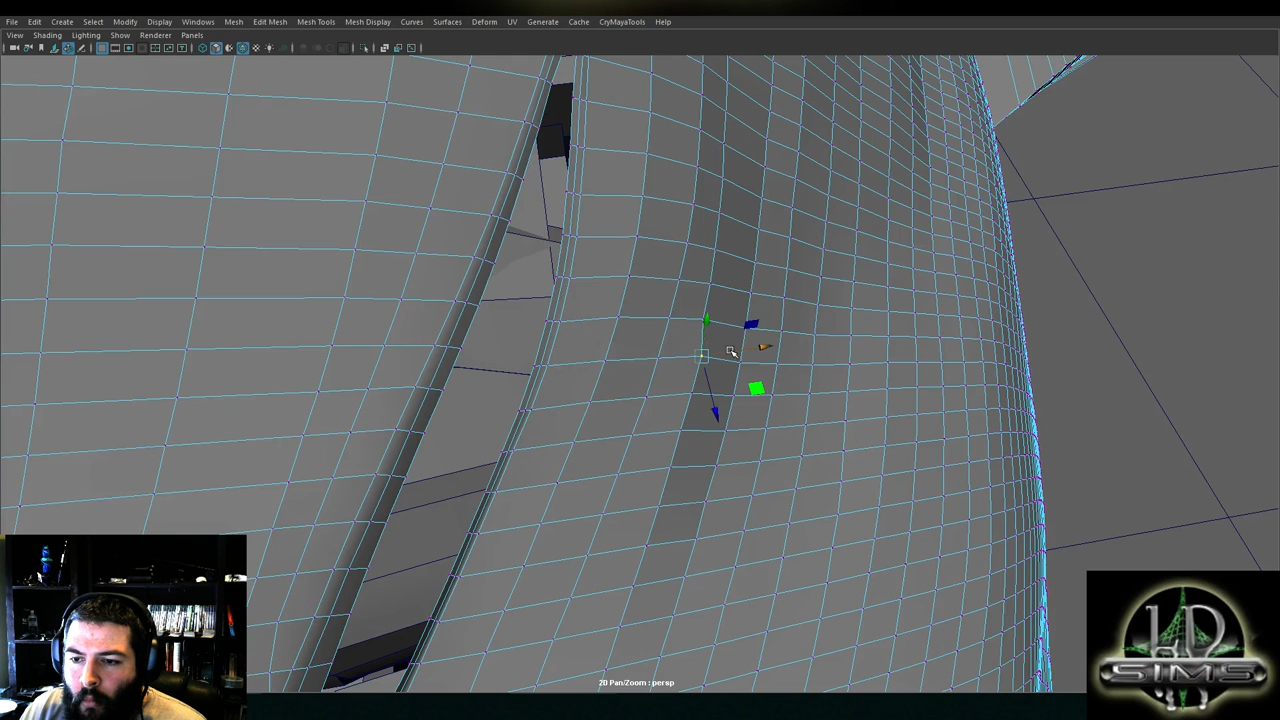 File Edit Create Select Modify Display Windows Mesh Edit Mesh Mesh Tools Mesh Display Curves Surfaces Deform UV Generate Cache CryMayaTools Help
View Shading Lighting Show Renderer Panels
2D Pan/Zoom : persp
SIMS